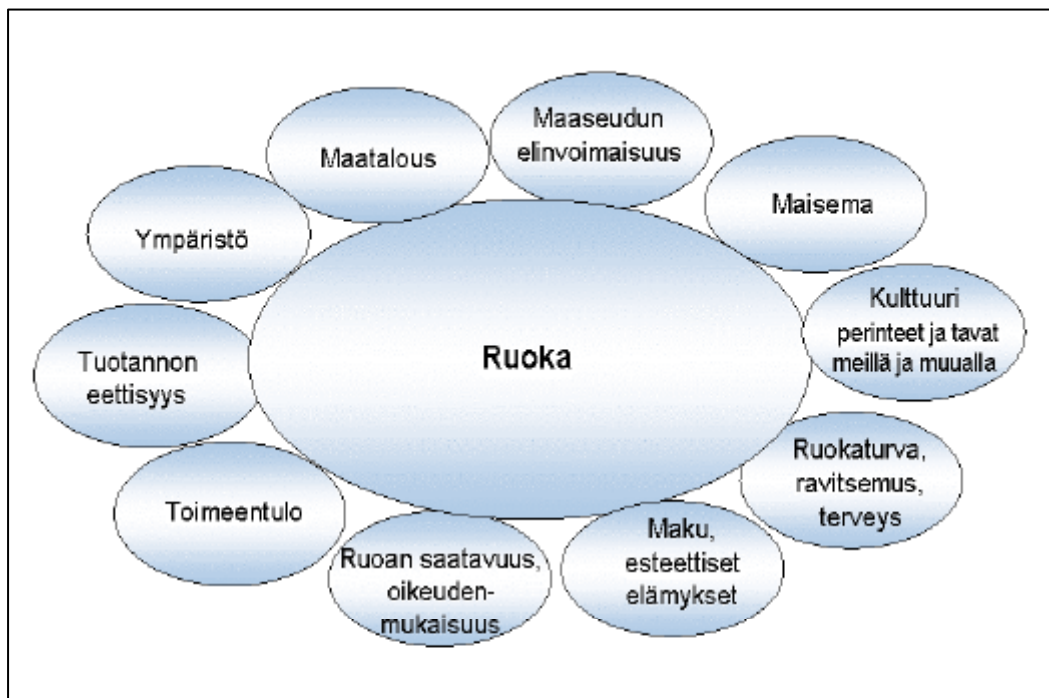 Maaseudun
elinvoimaisuus
Maatalous
Maisema
Ympäristö
Kulttuuri
perinteet ja tavat
meillä ja muualla
Ruoka
Tuotannon
eettisyys
Ruokaturva,
ravitsemus,
terveys
Toimeentulo
Maku,
esteettiset
elämykset
Ruoan saatavuus,
oikeuden-
mukaisuus